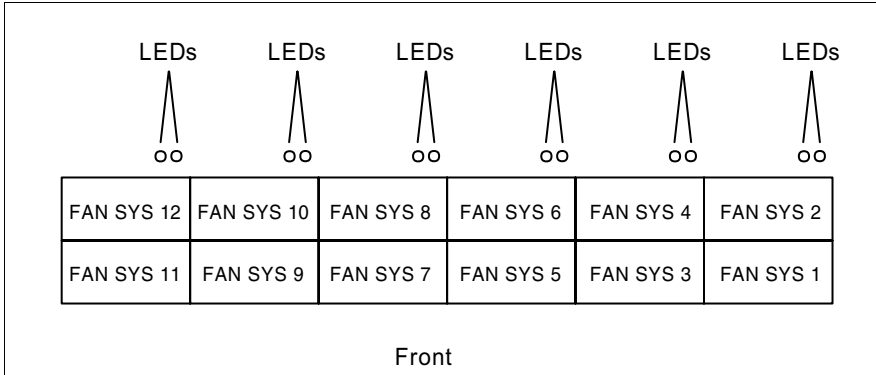 LEDs LEDs LEDs LEDs LEDs LEDs
FAN SYS 12 FAN SYS 10 FAN SYS 8 FAN SYS 6 FAN SYS 4 FAN SYS 2
FAN SYS 11 FAN SYS 9 FAN SYS 7 FAN SYS 5 FAN SYS 3 FAN SYS 1
Front